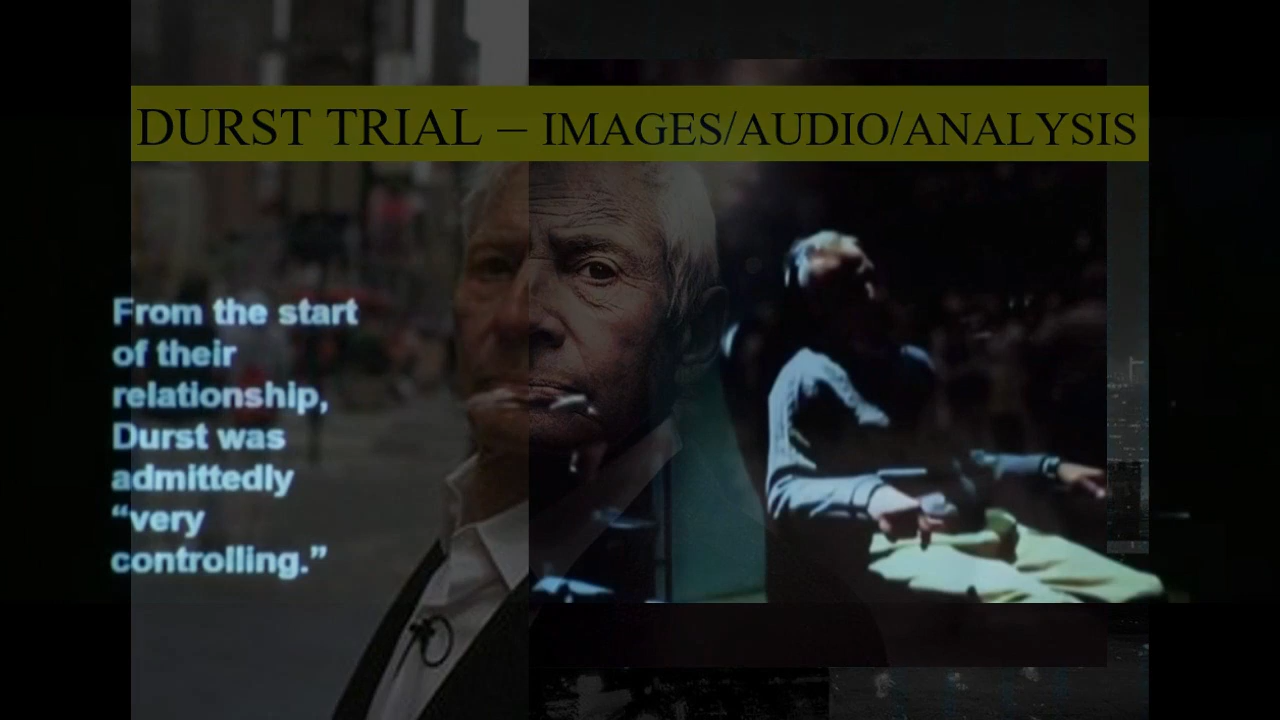 DURST TRIAL – IMAGES/AUDIO/ANALYSIS
From the start
of their
relationship,
Durst was
admittedly
“very
controlling.”